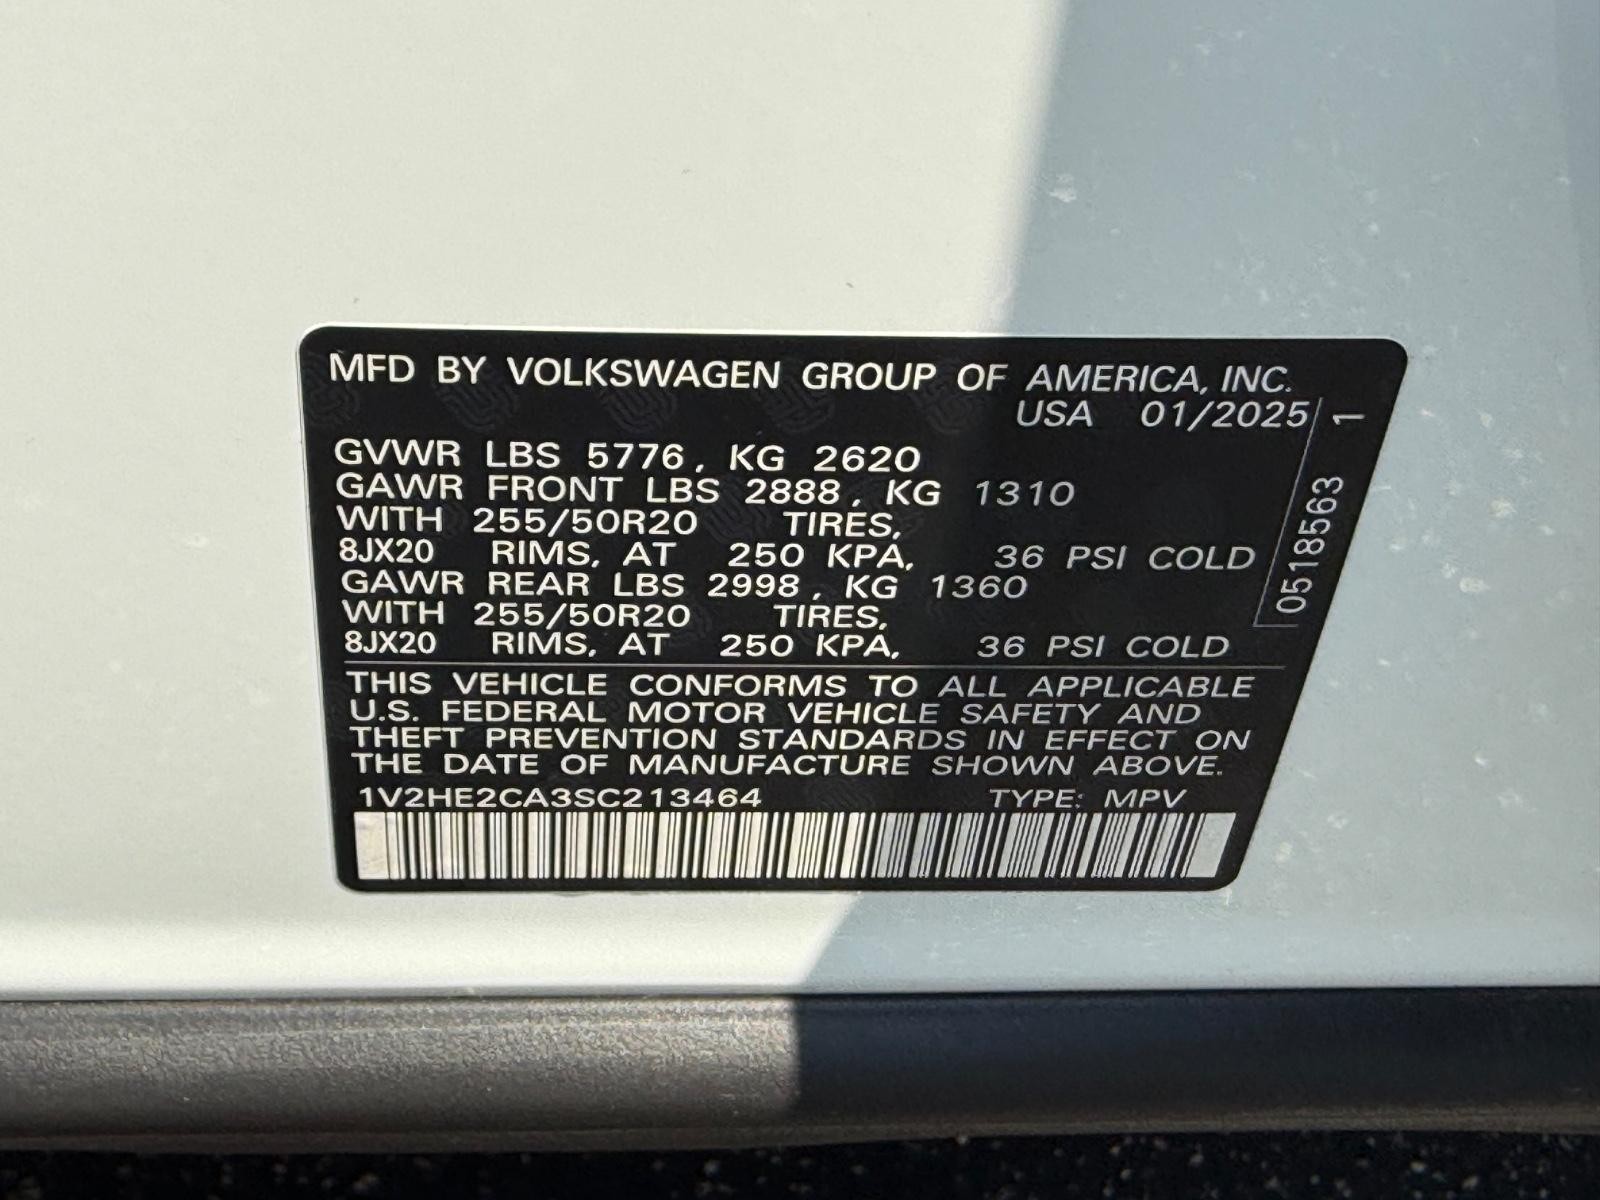 MFD BY VOLKSWAGEN GROUP OF AMERICA, INC.
USA 01/2025
GVWR LBS 5776, KG 2620
GAWR FRONT LBS 2888, KG 1310
WITH 255/50R20 TIRES,
8JX20 RIMS, AT 250 KPA, 36 PSI COLD
GAWR REAR LBS 2998, KG 1360
WITH 255/50R20 TIRES,
8JX20 RIMS, AT 250 KPA, 36 PSI COLD
THIS VEHICLE CONFORMS TO ALL APPLICABLE
U.S. FEDERAL MOTOR VEHICLE SAFETY AND
THEFT PREVENTION STANDARDS IN EFFECT ON
THE DATE OF MANUFACTURE SHOWN ABOVE.
1V2HE2CA3SC213464 TYPE: MPV
0518563 1